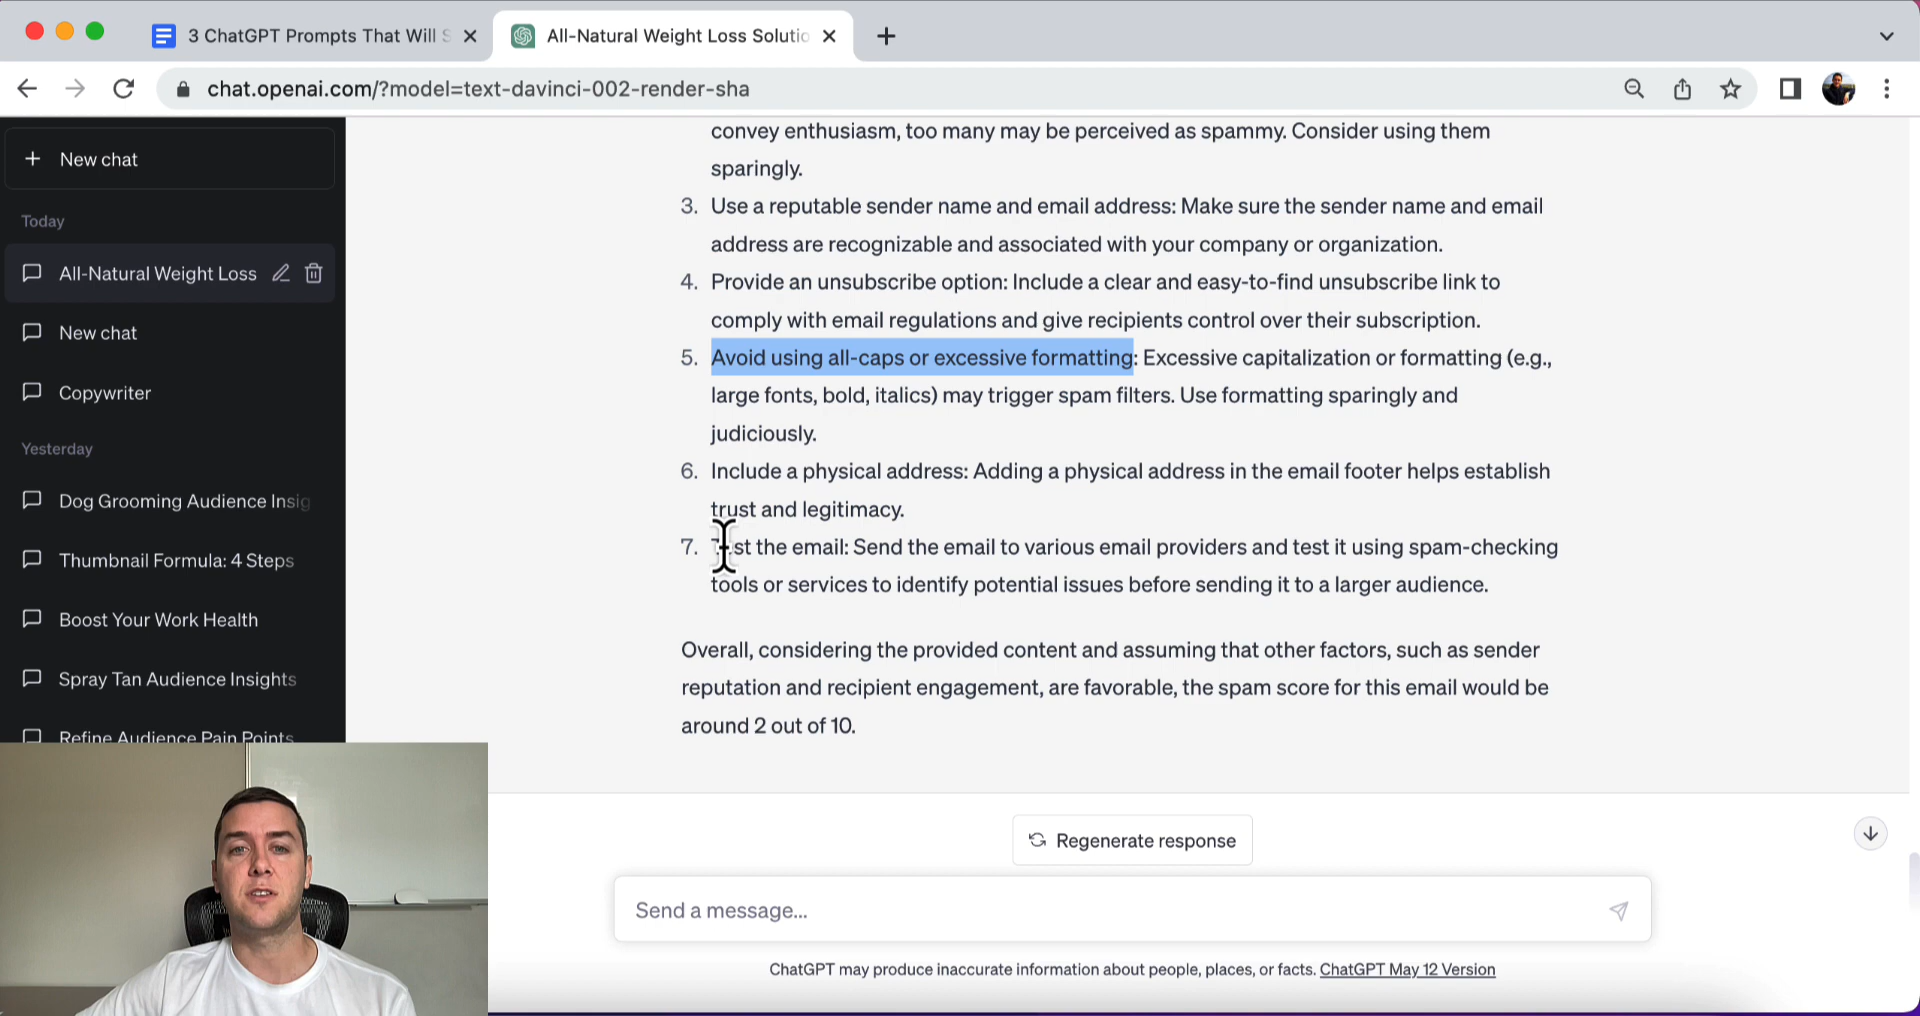 3 ChatGPT Prompts That Will S
All-Natural Weight Loss Solutio
chat.openai.com/?model=text-davinci-002-render-sha
New chat
Today
All-Natural Weight Loss
New chat
Copywriter
Yesterday
Dog Grooming Audience Insig
Thumbnail Formula: 4 Steps
Boost Your Work Health
Spray Tan Audience Insights
Refine Audience Pain Points
convey enthusiasm, too many may be perceived as spammy. Consider using them
sparingly.
3. Use a reputable sender name and email address: Make sure the sender name and email
address are recognizable and associated with your company or organization.
4. Provide an unsubscribe option: Include a clear and easy-to-find unsubscribe link to
comply with email regulations and give recipients control over their subscription.
5. Avoid using all-caps or excessive formatting: Excessive capitalization or formatting (e.g.,
large fonts, bold, italics) may trigger spam filters. Use formatting sparingly and
judiciously.
6. Include a physical address: Adding a physical address in the email footer helps establish
trust and legitimacy.
7. Test the email: Send the email to various email providers and test it using spam-checking
tools or services to identify potential issues before sending it to a larger audience.
Overall, considering the provided content and assuming that other factors, such as sender
reputation and recipient engagement, are favorable, the spam score for this email would be
around 2 out of 10.
Regenerate response
Send a message...
ChatGPT may produce inaccurate information about people, places, or facts. ChatGPT May 12 Version